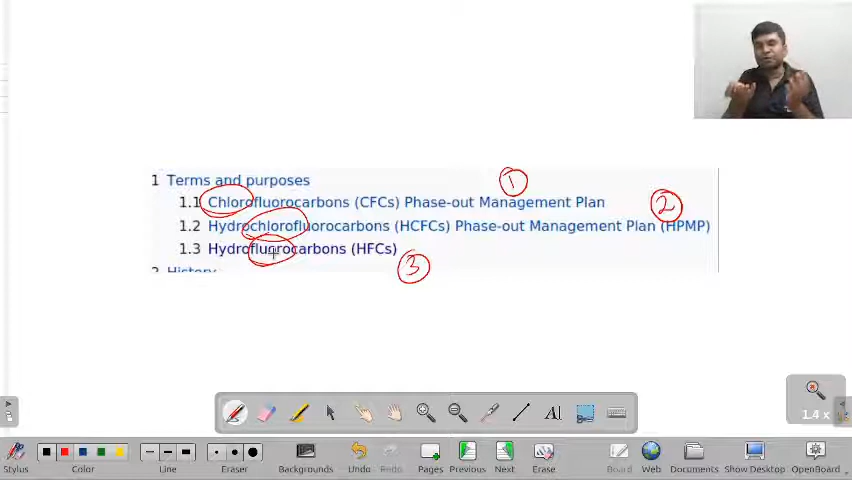 1 Terms and purposes
1
1.1 Chlorofluorocarbons (CFCs) Phase-out Management Plan
2
1.2 Hydrochlorofluorocarbons (HCFCs) Phase-out Management Plan (HPMP)
1.3 Hydrofluorocarbons (HFCs)
3
2 History
1.4 x
Stylus Color Line Eraser Backgrounds Undo Redo Pages Previous Next Erase Board Web Documents Show Desktop OpenBoard